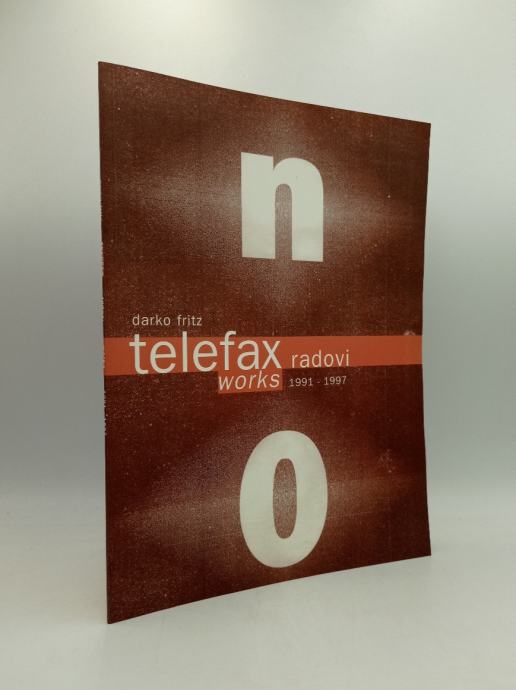 n
darko fritz
telefax radovi
works 1991 - 1997
o